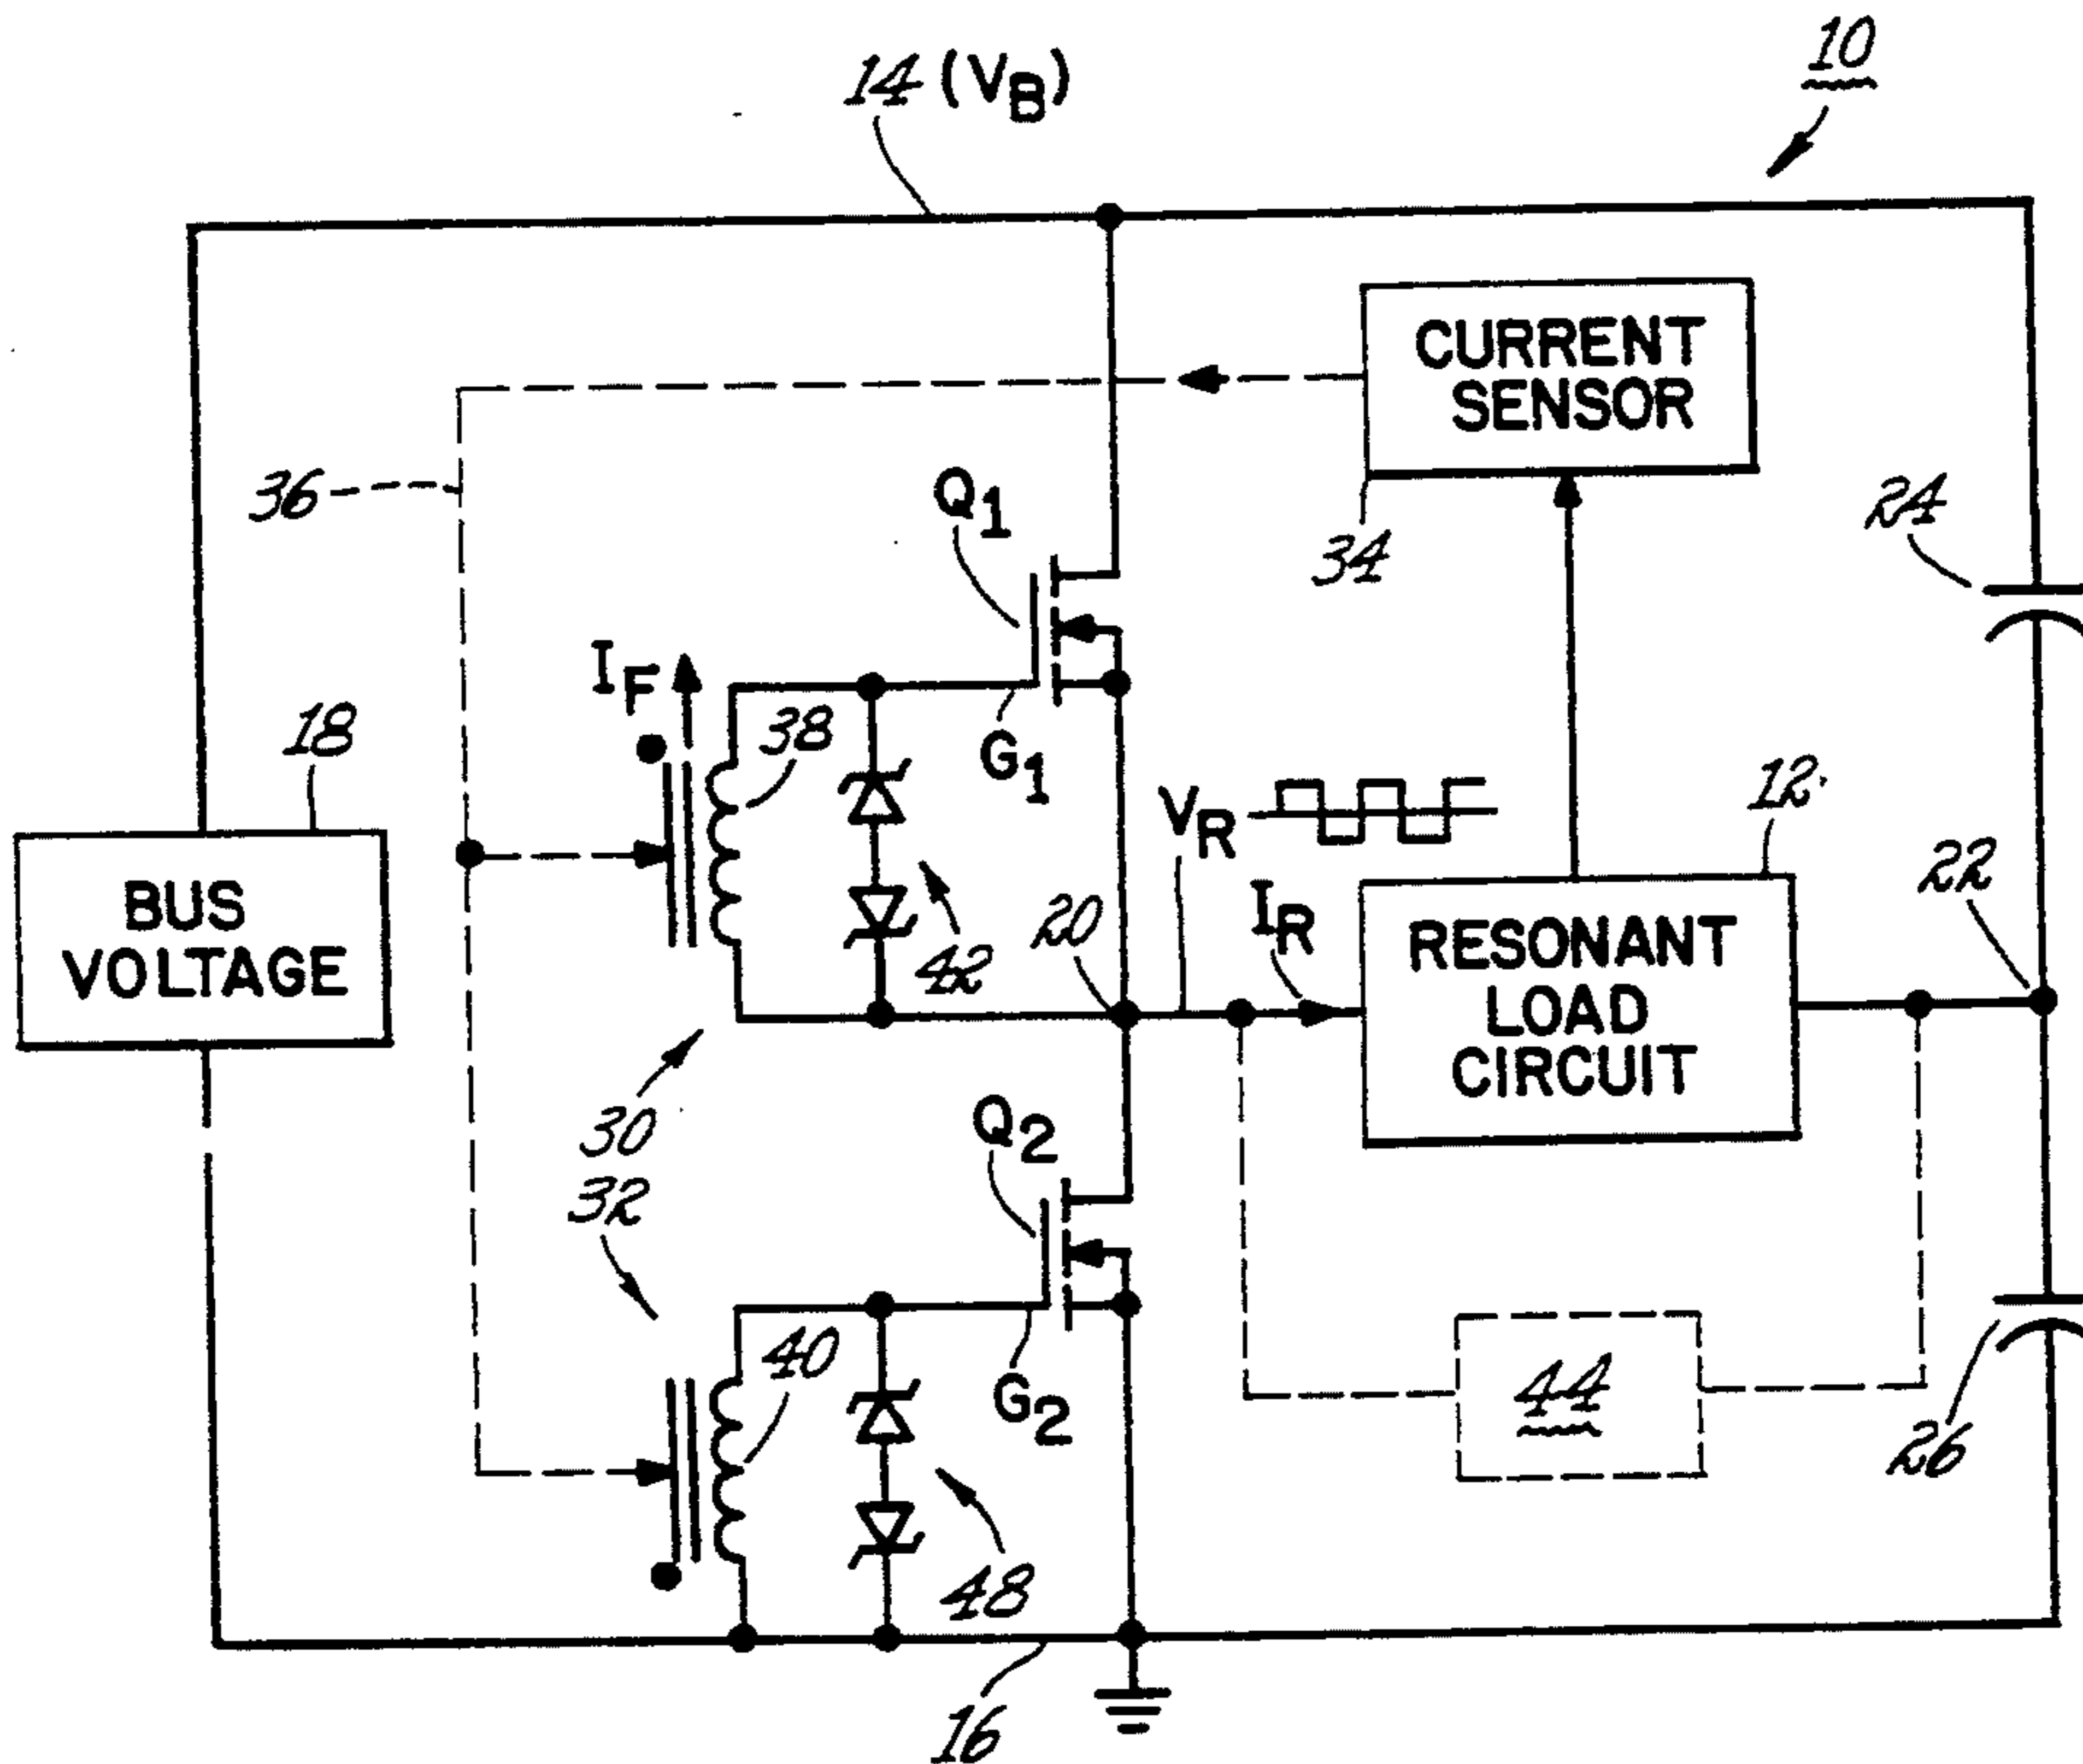 10
14 (VB)
CURRENT
SENSOR
36
Q1
34
24
IF
38
G1
18
VR
12
22
BUS
VOLTAGE
42
20
IR
RESONANT
LOAD
CIRCUIT
30
32
Q2
40
G2
44
26
48
16